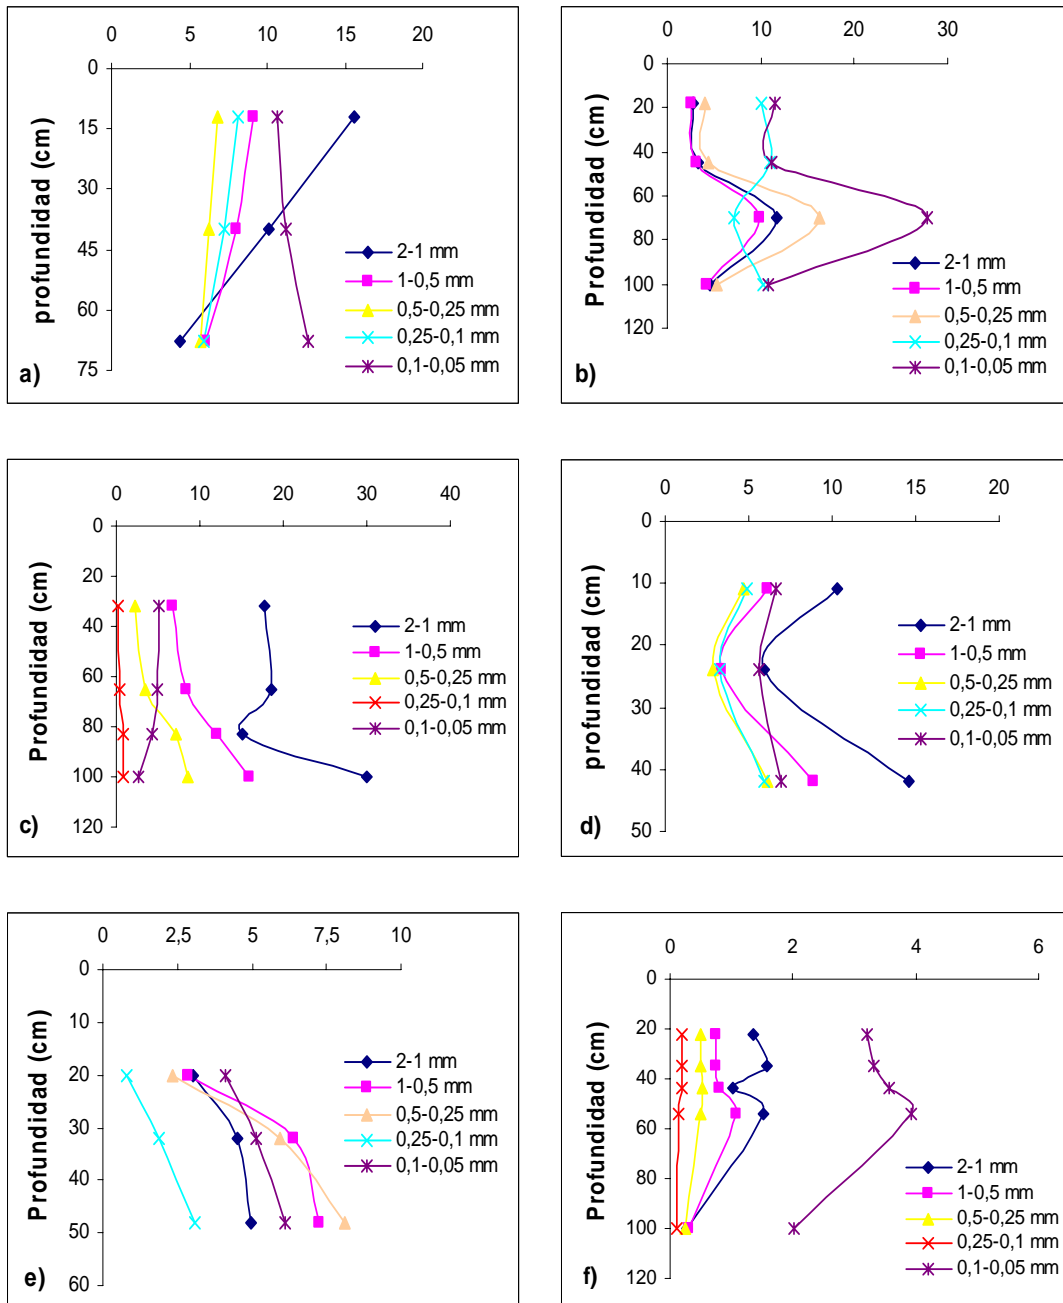 0 5 10 15 20
0
15
30
45
60
75
profundidad (cm)
2-1 mm
1-0,5 mm
0,5-0,25 mm
0,25-0,1 mm
0,1-0,05 mm
a)
0 10 20 30
0
20
40
60
80
100
120
Profundidad (cm)
2-1 mm
1-0,5 mm
0,5-0,25 mm
0,25-0,1 mm
0,1-0,05 mm
b)
0 10 20 30 40
0
20
40
60
80
100
120
Profundidad (cm)
2-1 mm
1-0,5 mm
0,5-0,25 mm
0,25-0,1 mm
0,1-0,05 mm
c)
0 5 10 15 20
0
10
20
30
40
50
profundidad (cm)
2-1 mm
1-0,5 mm
0,5-0,25 mm
0,25-0,1 mm
0,1-0,05 mm
d)
0 2,5 5 7,5 10
0
10
20
30
40
50
60
Profundidad (cm)
2-1 mm
1-0,5 mm
0,5-0,25 mm
0,25-0,1 mm
0,1-0,05 mm
e)
0 2 4 6
0
20
40
60
80
100
120
Profundidad (cm)
2-1 mm
1-0,5 mm
0,5-0,25 mm
0,25-0,1 mm
0,1-0,05 mm
f)